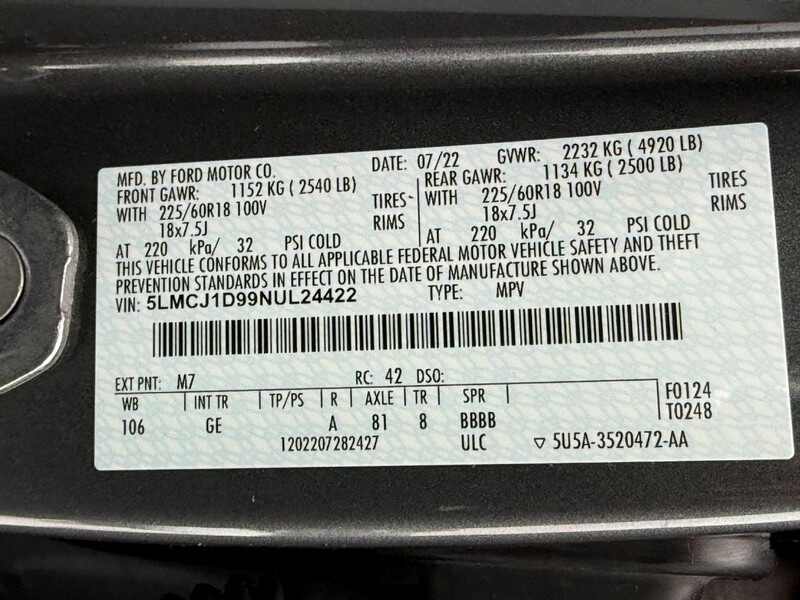 MFD. BY FORD MOTOR CO. DATE: 07/22 GVWR: 2232 KG ( 4920 LB)
FRONT GAWR: 1152 KG ( 2540 LB) REAR GAWR: 1134 KG ( 2500 LB)
WITH 225/60R18 100V TIRES WITH 225/60R18 100V TIRES
18x7.5J RIMS 18x7.5J RIMS
AT 220 kPa/ 32 PSI COLD AT 220 kPa/ 32 PSI COLD
THIS VEHICLE CONFORMS TO ALL APPLICABLE FEDERAL MOTOR VEHICLE SAFETY AND THEFT
PREVENTION STANDARDS IN EFFECT ON THE DATE OF MANUFACTURE SHOWN ABOVE.
VIN: 5LMCJ1D99NUL24422 TYPE: MPV
EXT PNT: M7 RC: 42 DSO:
WB INT TR TP/PS R AXLE TR SPR F0124
106 GE A 81 8 BBBB T0248
1202207282427 ULC ▽ 5U5A-3520472-AA